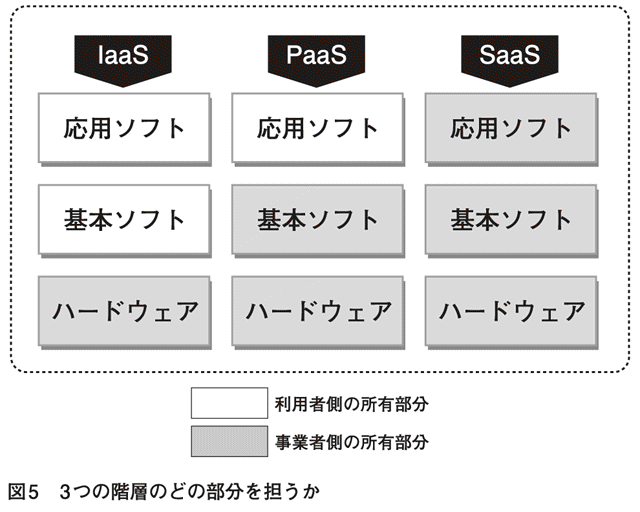 IaaS PaaS SaaS
応用ソフト 応用ソフト 応用ソフト
基本ソフト 基本ソフト 基本ソフト
ハードウェア ハードウェア ハードウェア
利用者側の所有部分
事業者側の所有部分
図5 3つの階層のどの部分を担うか